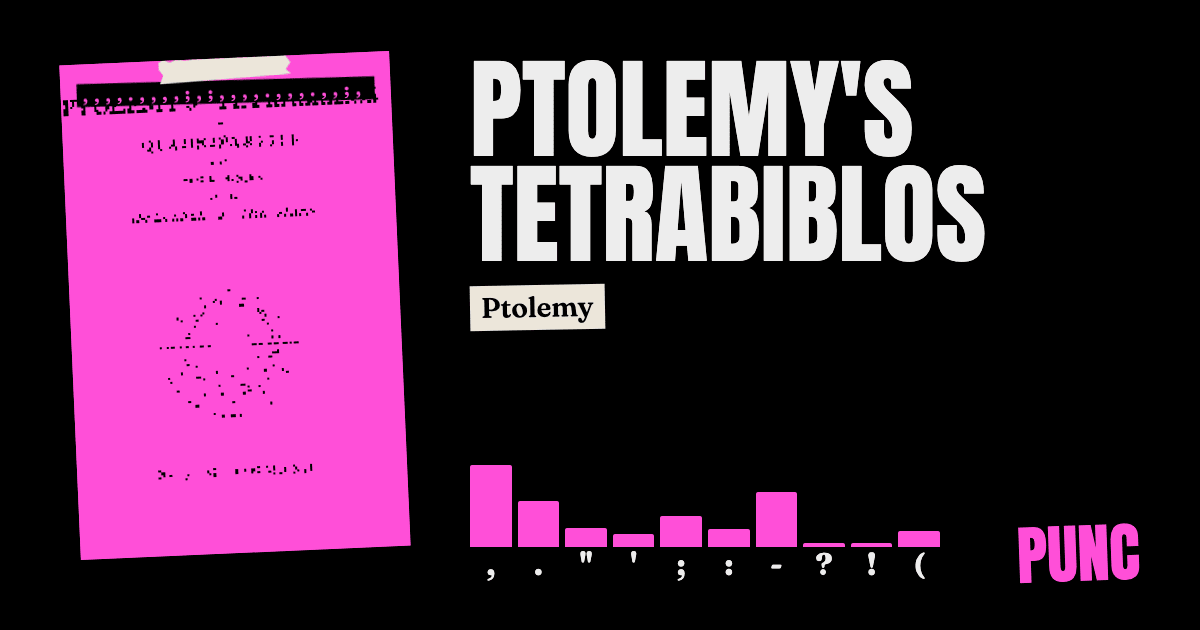 PTOLEMY'S
TETRABIBLOS
Ptolemy
, . " ' ; : - ? ! (
PUNC